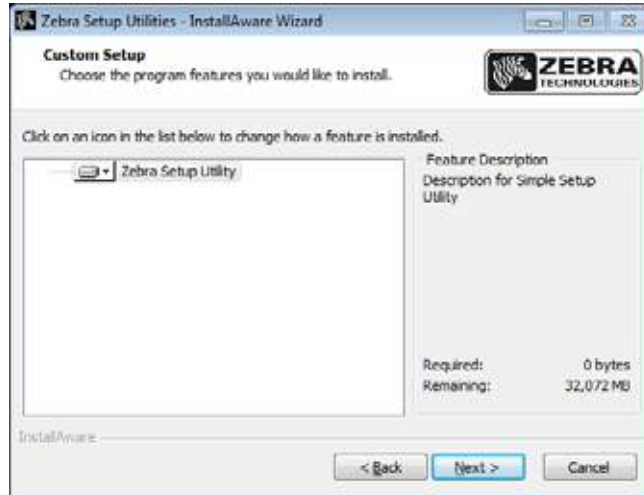 Zebra Setup Utilities - InstallAware Wizard
Custom Setup
Choose the program features you would like to install.
ZEBRA
TECHNOLOGIES
Click on an icon in the list below to change how a feature is installed.
Zebra Setup Utility
Feature Description
Description for Simple Setup
Utility
Required: 0 bytes
Remaining: 32,072 MB
InstallAware
< Back Next > Cancel